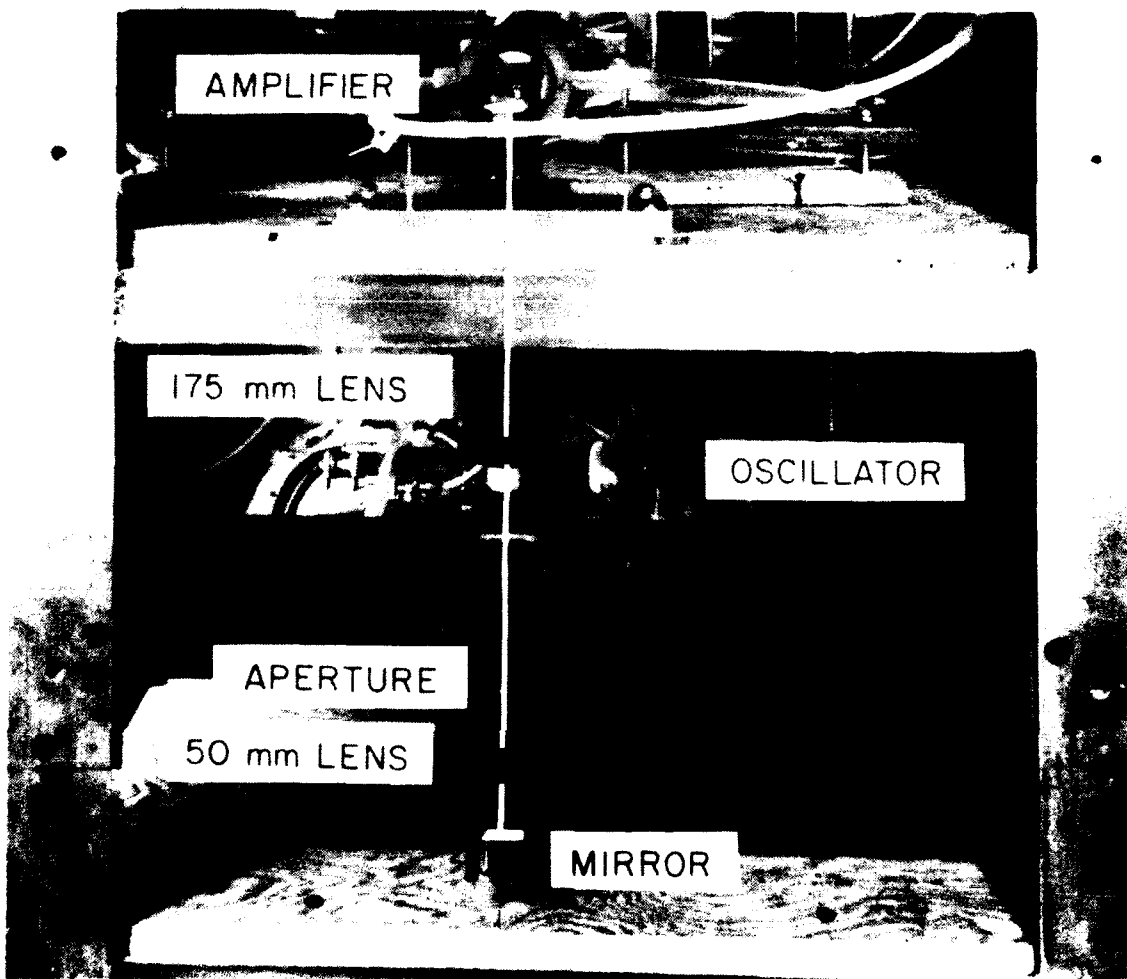 AMPLIFIER
175 mm LENS
OSCILLATOR
APERTURE
50 mm LENS
MIRROR